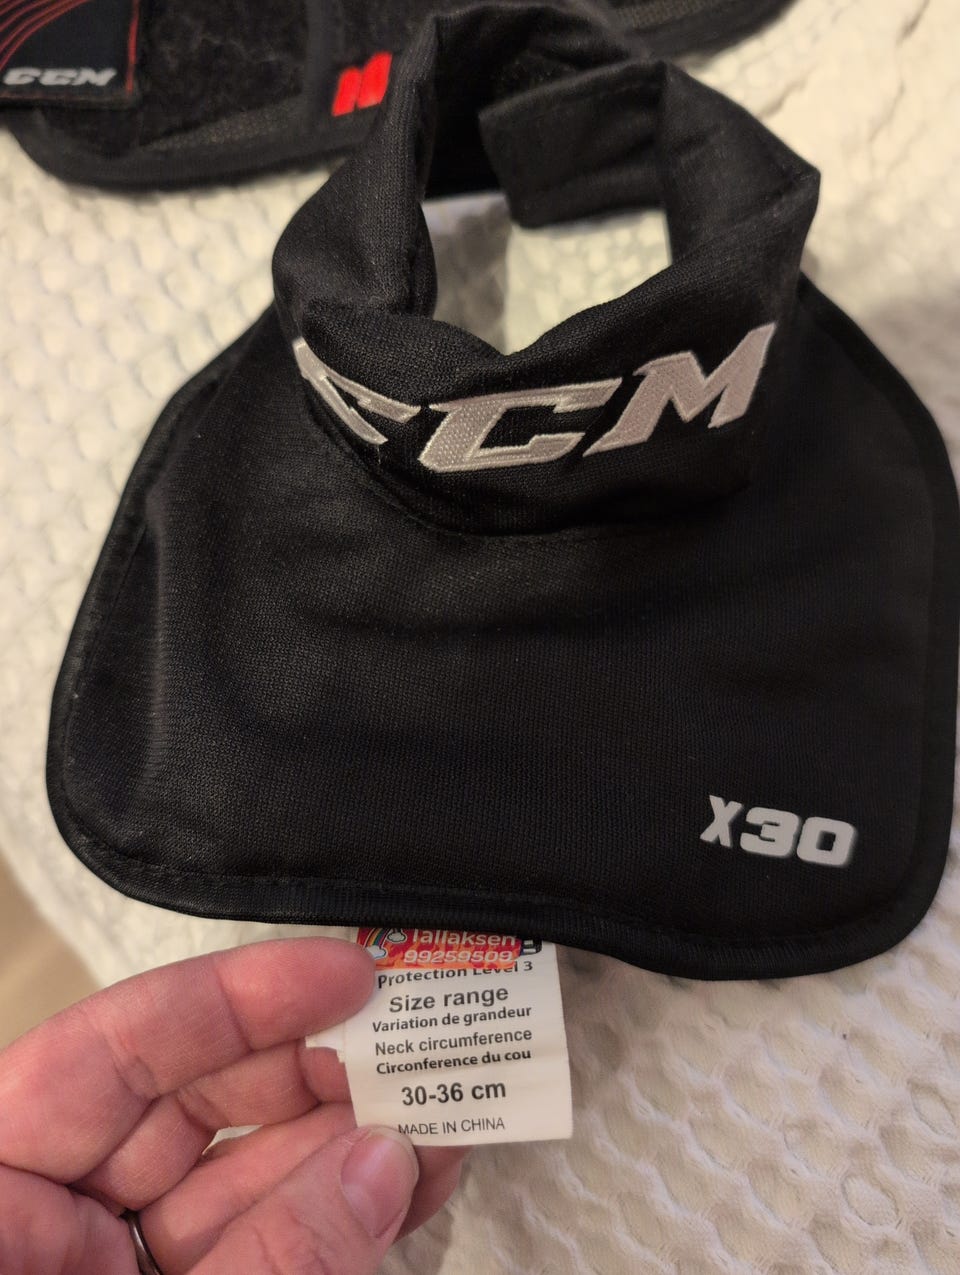 CCM
CCM
X30
Tallaksen
99259509
Protection Level 3
Size range
Variation de grandeur
Neck circumference
Circonference du cou
30-36 cm
MADE IN CHINA